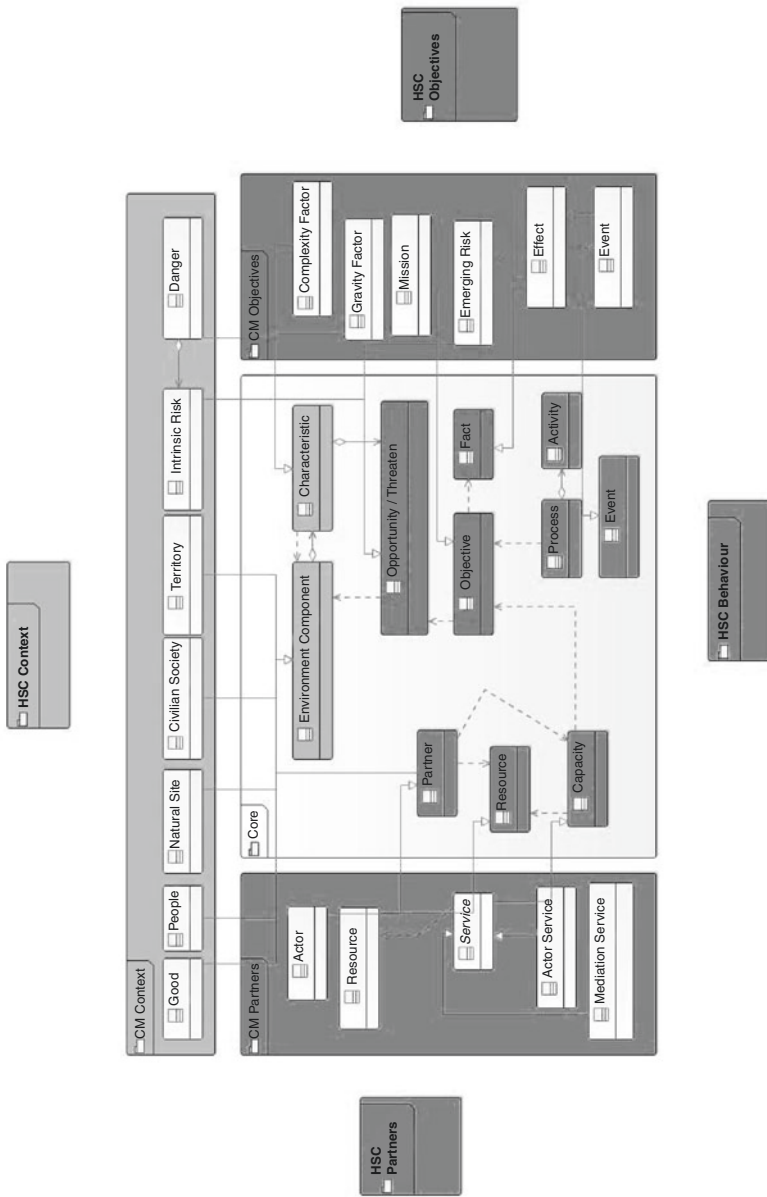 HSC Context
CM Context
Good
People
Natural Site
Civilian Society
Territory
Intrinsic Risk
Danger
HSC
Partners
CM Partners
Actor
Resource
Service
Actor Service
Mediation Service
Core
Environment Component
Characteristic
Opportunity / Threaten
Partner
Objective
Fact
Resource
Capacity
Process
Activity
Event
CM Objectives
Complexity Factor
Gravity Factor
Mission
Emerging Risk
Effect
Event
HSC
Objectives
HSC Behaviour